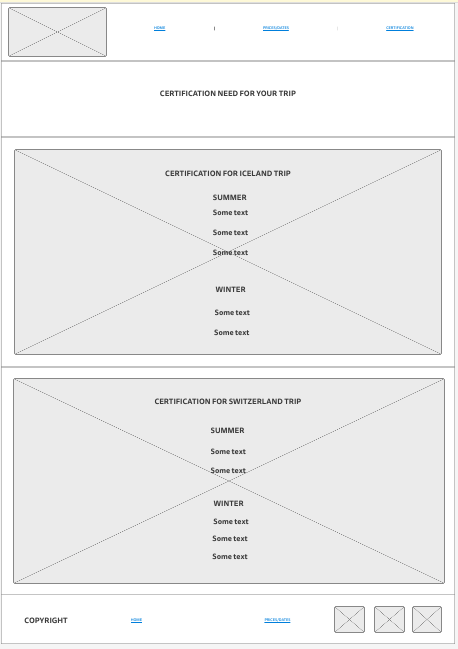 HOME | PRICES/DATES | CERTIFICATION
CERTIFICATION NEED FOR YOUR TRIP
CERTIFICATION FOR ICELAND TRIP
SUMMER
Some text
Some text
Some text
WINTER
Some text
Some text
CERTIFICATION FOR SWITZERLAND TRIP
SUMMER
Some text
Some text
WINTER
Some text
Some text
Some text
COPYRIGHT HOME PRICES/DATES